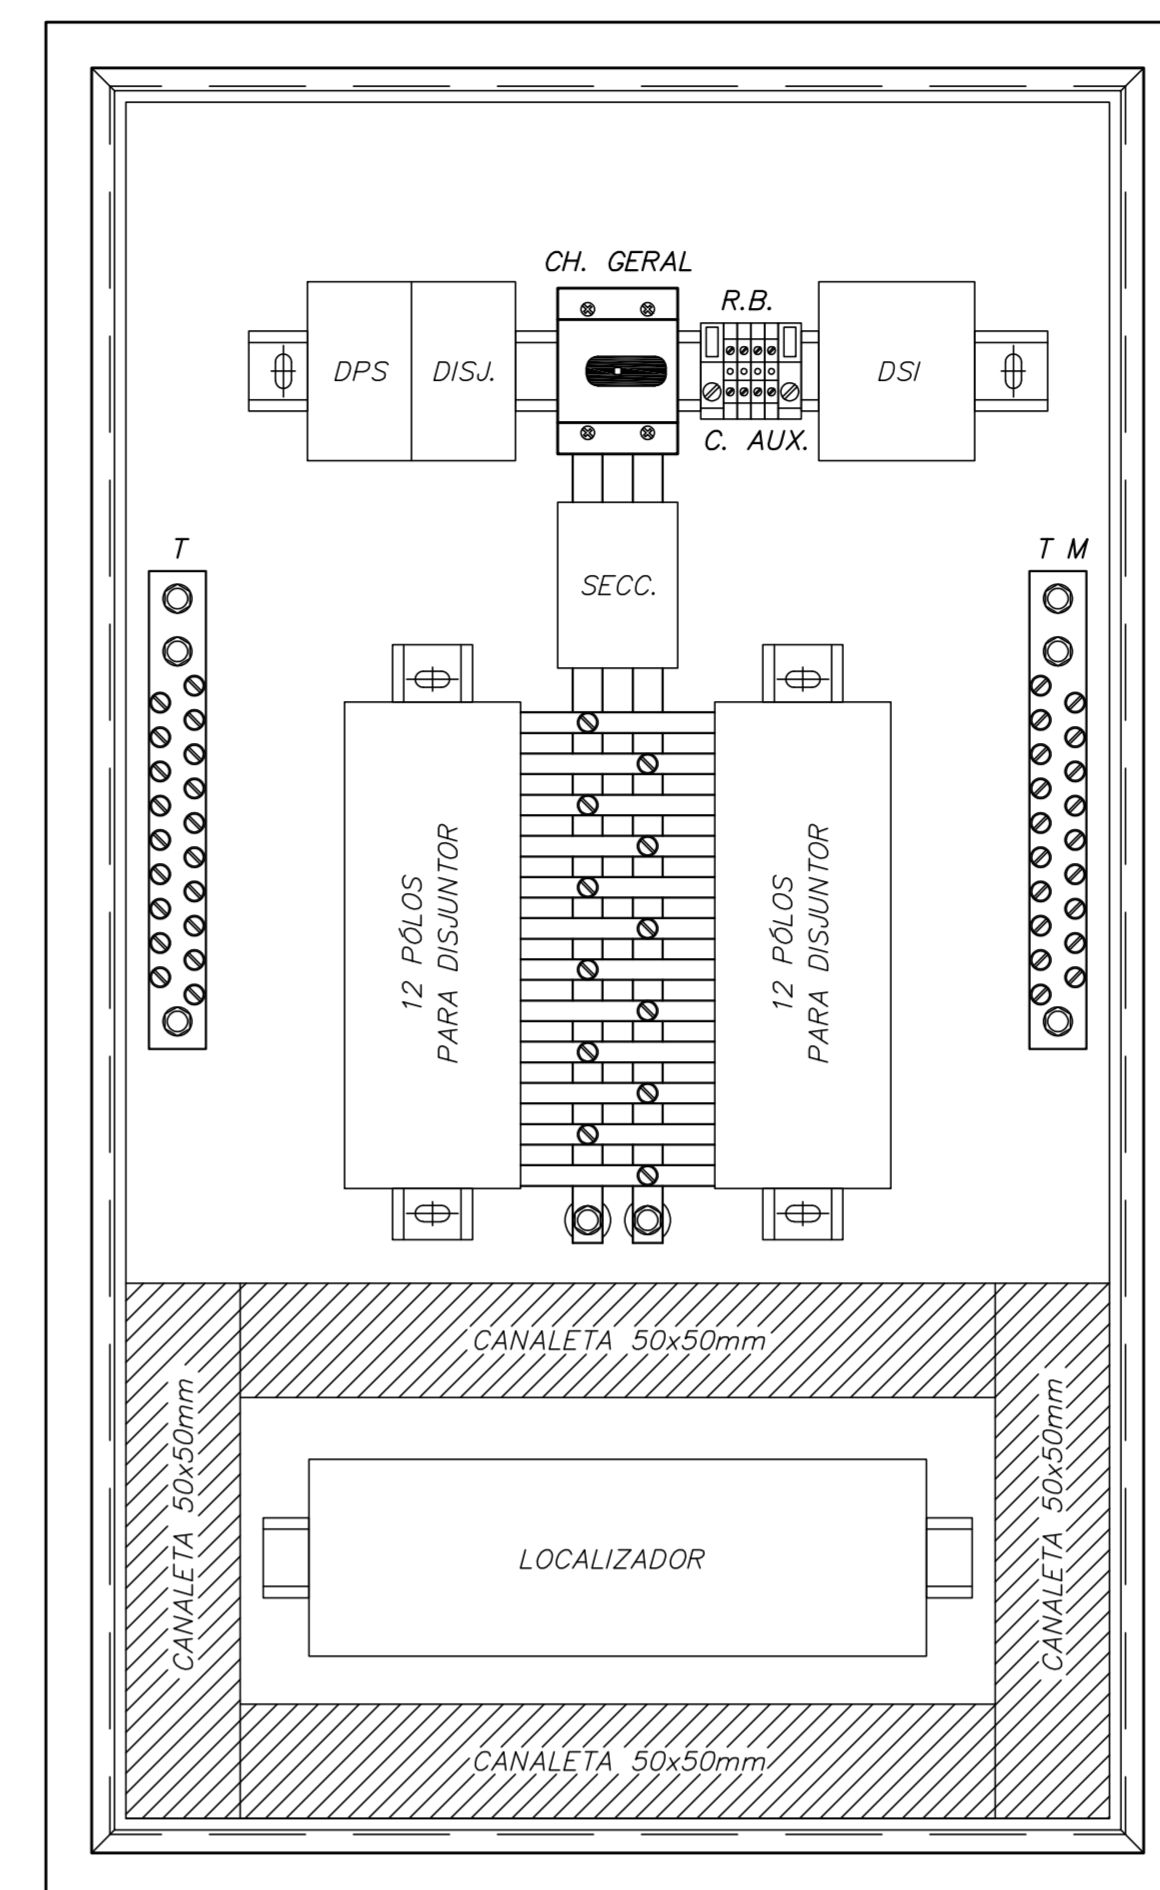 CH. GERAL
R.B.
DPS
DISJ.
DSI
C. AUX.
T
T M
SECC.
12 PÓLOS
PARA DISJUNTOR
12 PÓLOS
PARA DISJUNTOR
CANALETA 50x50mm
CANALETA 50x50mm
CANALETA 50x50mm
LOCALIZADOR
CANALETA 50x50mm